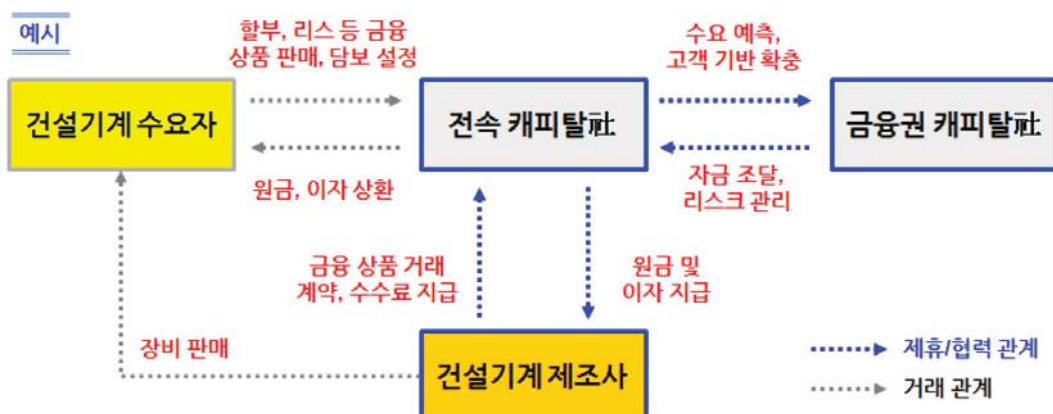 예시
할부, 리스 등 금융
상품 판매, 담보 설정
수요 예측,
고객 기반 확충
건설기계 수요자
전속 캐피탈社
금융권 캐피탈社
원금, 이자 상환
자금 조달,
리스크 관리
금융 상품 거래
계약, 수수료 지급
원금 및
이자 지급
장비 판매
건설기계 제조사
제휴/협력 관계
거래 관계